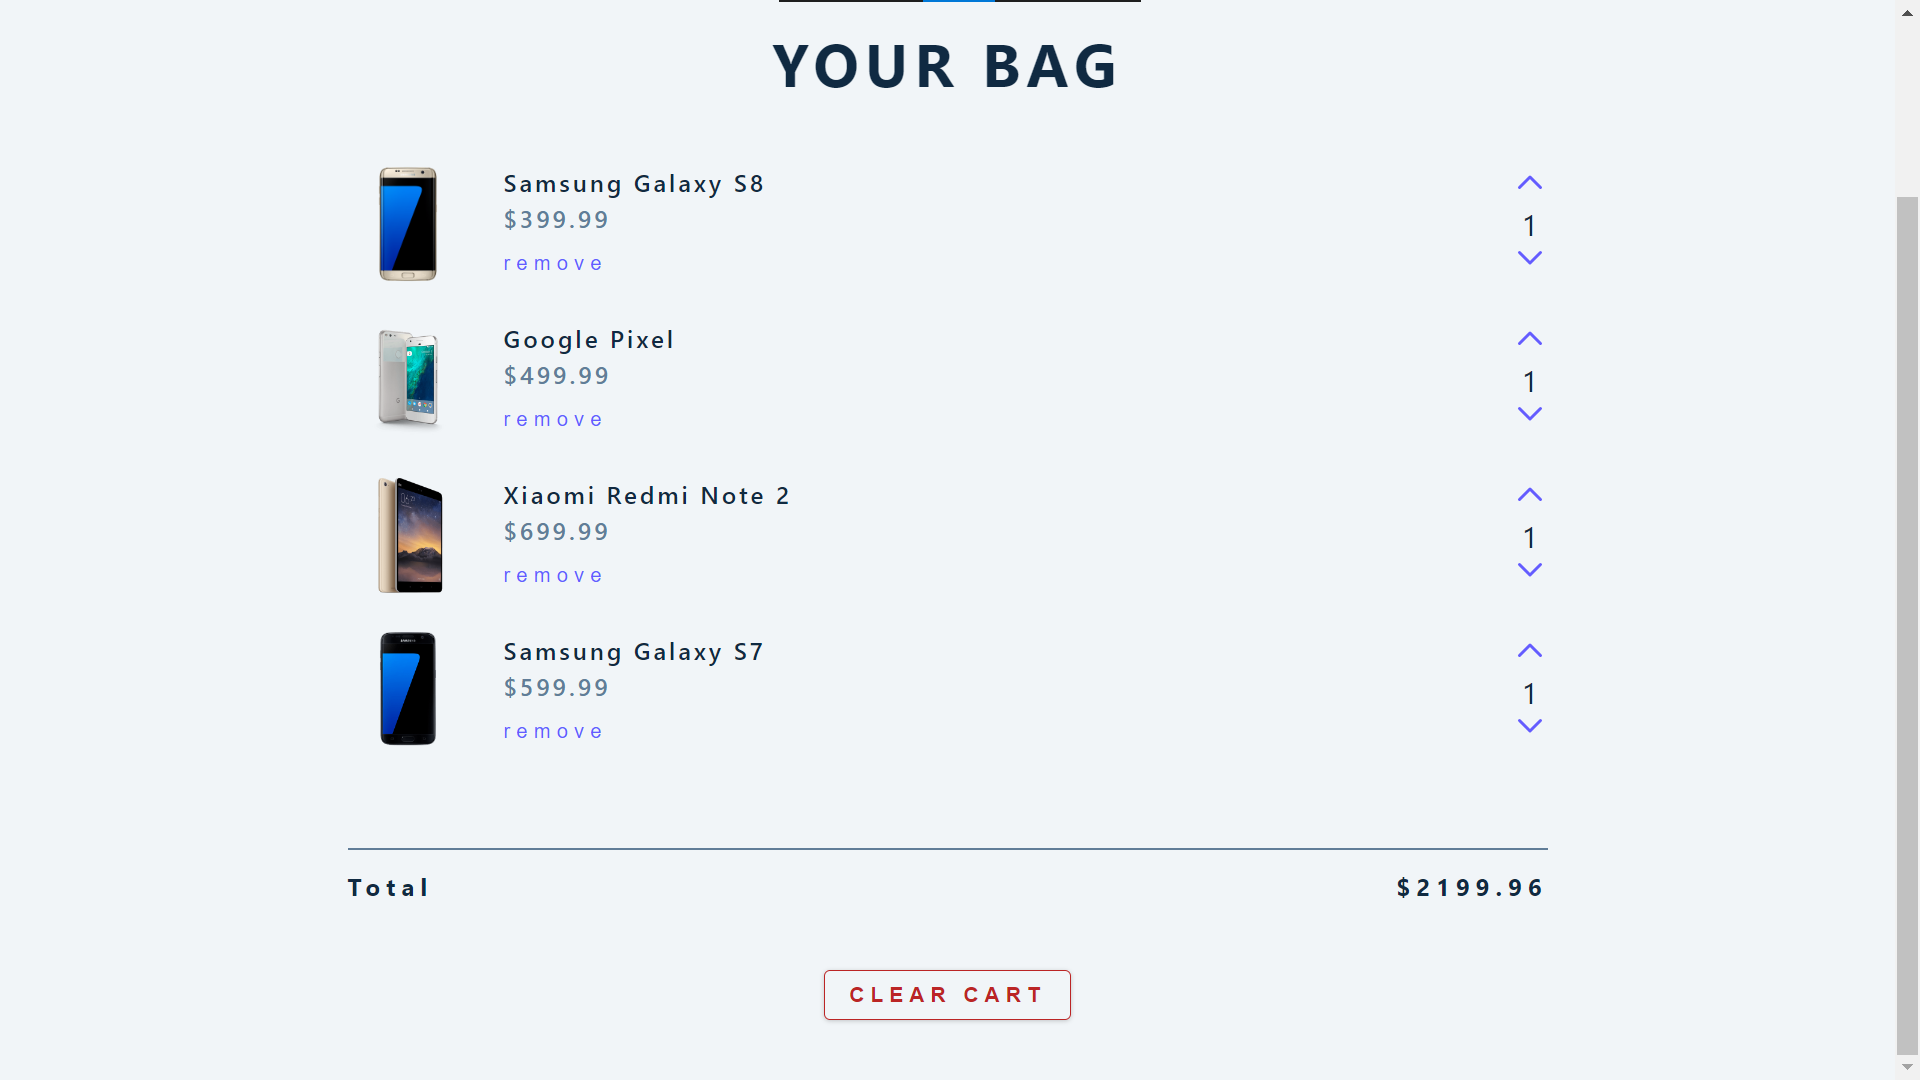 YOUR BAG
Samsung Galaxy S8
$399.99
remove
1
Google Pixel
$499.99
remove
1
Xiaomi Redmi Note 2
$699.99
remove
1
Samsung Galaxy S7
$599.99
remove
1
Total $2199.96
CLEAR CART